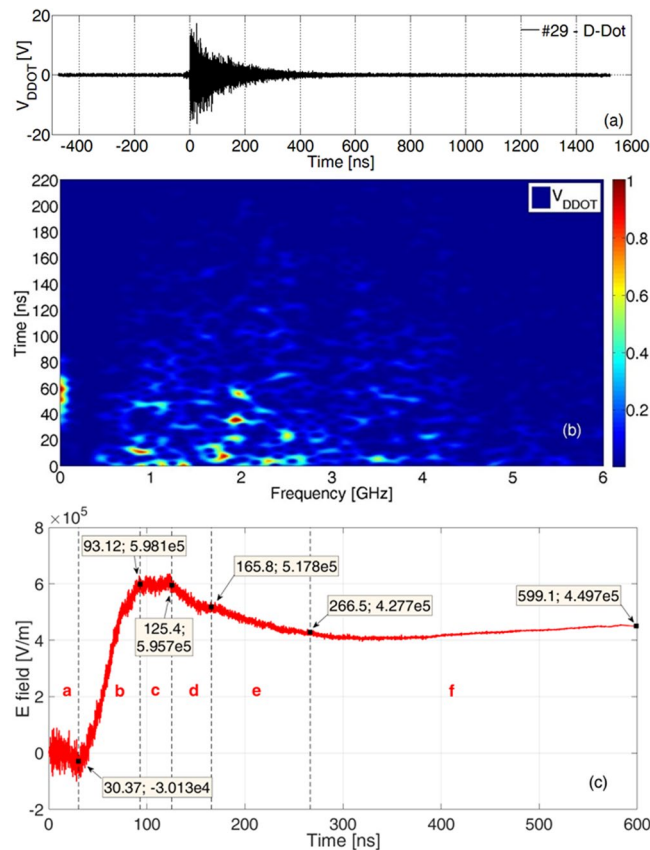 20
#29 - D-Dot
V_DDOT [V]
0
-20
(a)
-400 -200 0 200 400 600 800 1000 1200 1400 1600
Time [ns]
220
200
180
160
140
120
100
80
60
40
20
0
Time [ns]
V_DDOT
(b)
0 1 2 3 4 5 6
Frequency [GHz]
1
0.8
0.6
0.4
0.2
×10^5
8
6
4
2
0
-2
E field [V/m]
93.12; 5.981e5
165.8; 5.178e5
125.4;
5.957e5
266.5; 4.277e5
599.1; 4.497e5
a b c d e f
30.37; -3.013e4
(c)
0 100 200 300 400 500 600
Time [ns]